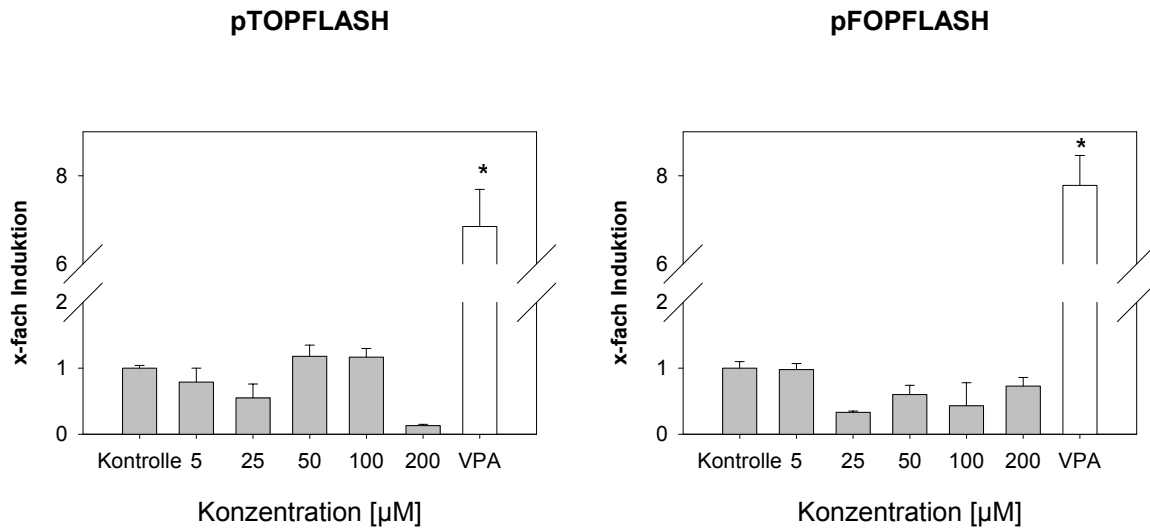 pTOPFLASH
x-fach Induktion
8
6
2
1
0
*
Kontrolle 5 25 50 100 200 VPA
Konzentration [µM]
pFOPFLASH
x-fach Induktion
8
6
2
1
0
*
Kontrolle 5 25 50 100 200 VPA
Konzentration [µM]